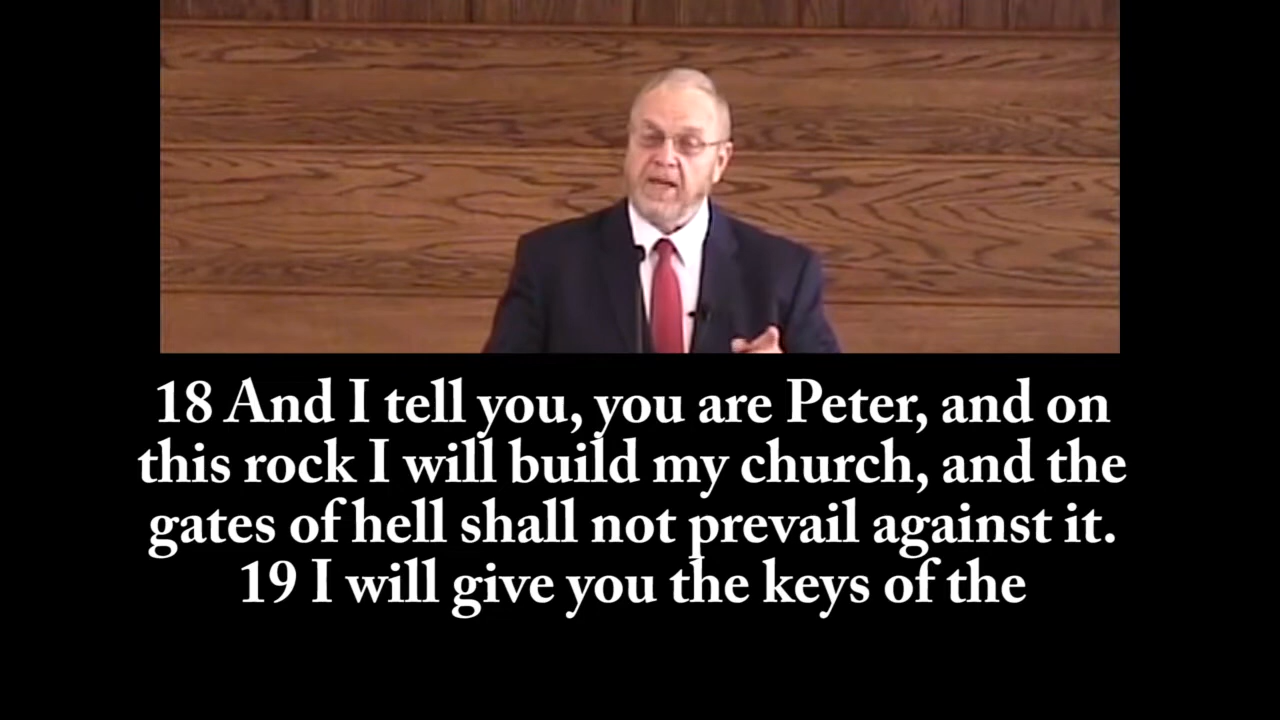 18 And I tell you, you are Peter, and on
this rock I will build my church, and the
gates of hell shall not prevail against it.
19 I will give you the keys of the